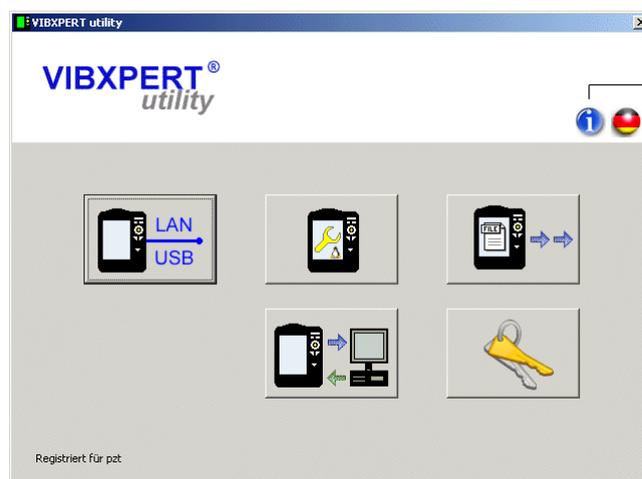 VIBXPERT utility
VIBXPERT®
utility
i
LAN
USB
FILE
Registriert für pzt